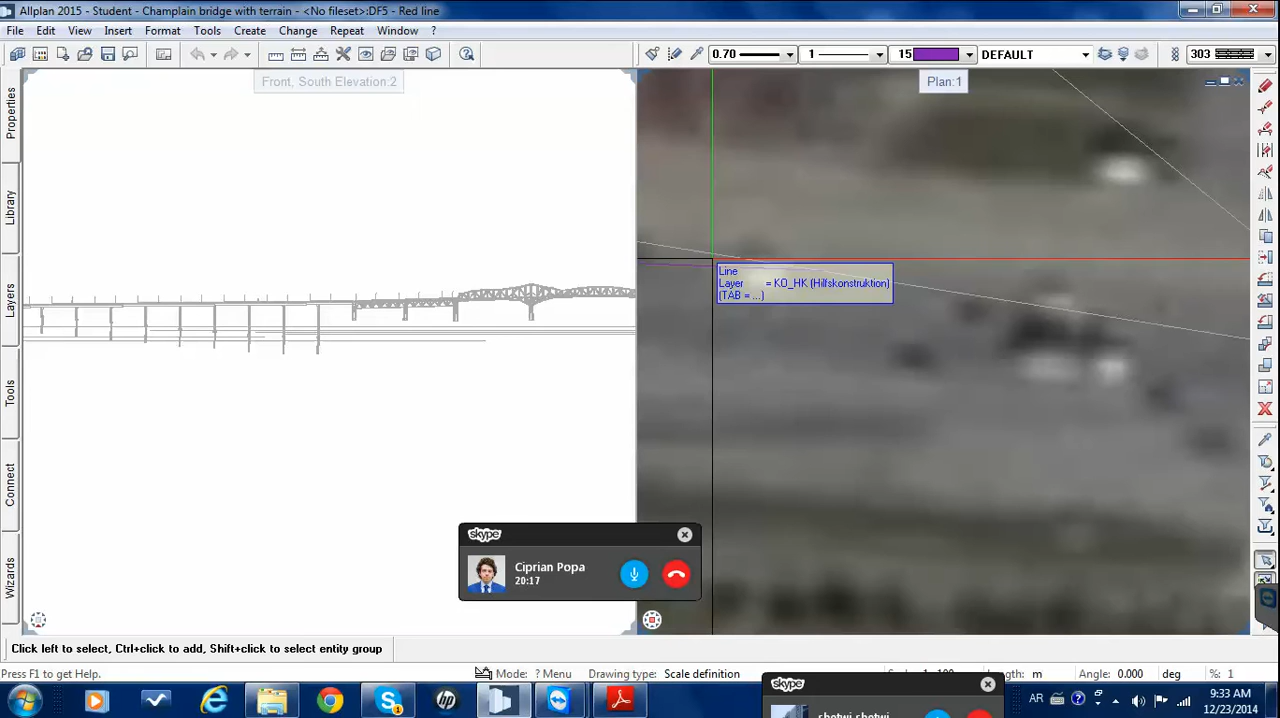 Allplan 2015 - Student - Champlain bridge with terrain - <No fileset>:DF5 - Red line
File Edit View Insert Format Tools Create Change Repeat Window ?
0.70 1 15 DEFAULT 303
Front, South Elevation:2
Plan:1
Properties
Library
Layers
Tools
Connect
Wizards
Line
Layer = KO_HK (Hilfskonstruktion)
(TAB = ...)
skype
Ciprian Popa
20:17
Click left to select, Ctrl+click to add, Shift+click to select entity group
Press F1 to get Help.
Mode: ? Menu Drawing type: Scale definition Length: m Angle: 0.000 deg %: 1
skype
AR
9:33 AM
12/23/2014